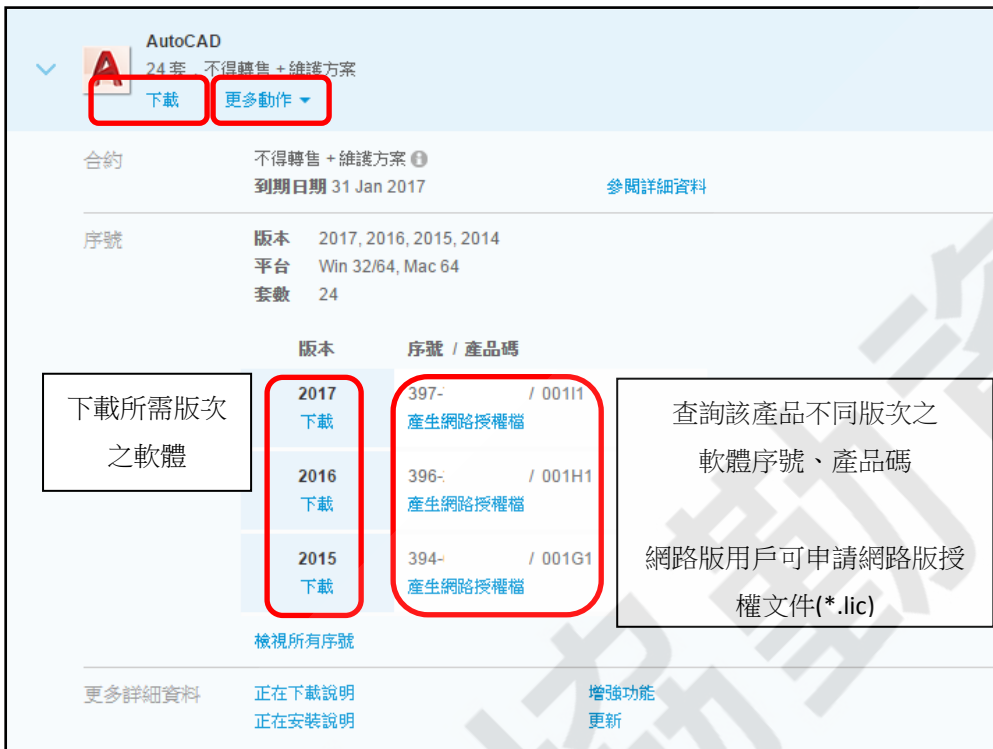 AutoCAD
24 套 , 不得轉售 + 維護方案
下載 更多動作
合約 不得轉售 + 維護方案
到期日期 31 Jan 2017 參閱詳細資料
序號 版本 2017, 2016, 2015, 2014
平台 Win 32/64, Mac 64
套數 24
版本 序號 / 產品碼
2017 397- / 001I1
下載 產生網路授權檔
2016 396- / 001H1
下載 產生網路授權檔
2015 394- / 001G1
下載 產生網路授權檔
下載所需版次
之軟體
查詢該產品不同版次之
軟體序號、產品碼
網路版用戶可申請網路版授
權文件(*.lic)
檢視所有序號
更多詳細資料 正在下載說明 增強功能
正在安裝說明 更新
協勤資